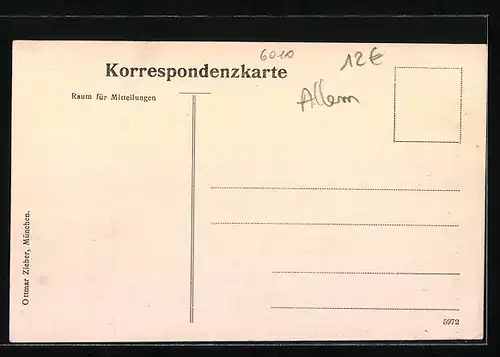 6010
12€
Korrespondenzkarte
Allem
Raum für Mitteilungen
Ottmar Zieher, München.
5972